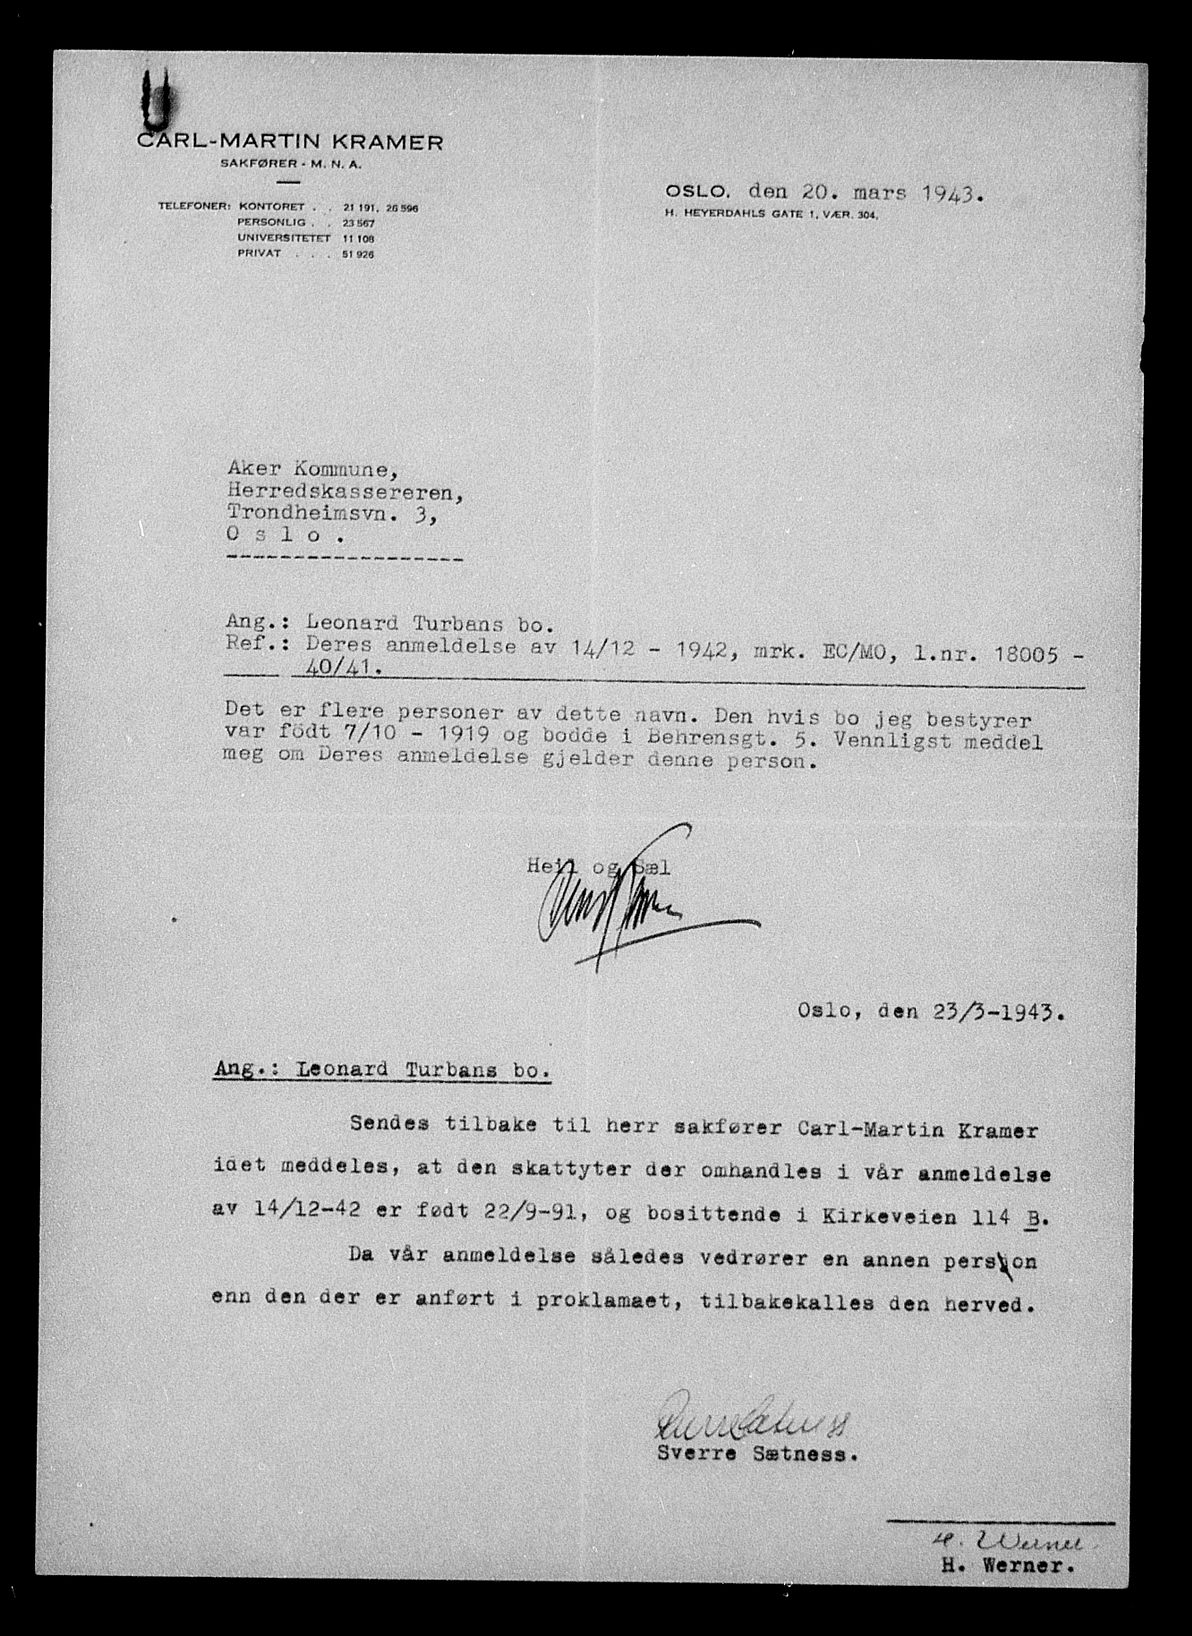 CARL-MARTIN KRAMER
SAKFØRER - M. N. A.
TELEFONER: KONTORET . . 21 191, 26 596
PERSONLIG . . 23 567
UNIVERSITETET 11 108
PRIVAT . . . 51 926
OSLO, den 20. mars 1943.
H. HEYERDAHLS GATE 1, VÆR. 304.
Aker Kommune,
Herredskassereren,
Trondheimsvn. 3,
O s l o .
------------------
Ang.: Leonard Turbans bo.
Ref.: Deres anmeldelse av 14/12 - 1942, mrk. EC/MO, l.nr. 18005 -
40/41.
Det er flere personer av dette navn. Den hvis bo jeg bestyrer
var födt 7/10 - 1919 og bodde i Behrensgt. 5. Vennligst meddel
meg om Deres anmeldelse gjelder denne person.
Heil og Sæl
Oslo, den 23/3-1943.
Ang.: Leonard Turbans bo.
Sendes tilbake til herr sakfører Carl-Martin Kramer
idet meddeles, at den skattyter der omhandles i vår anmeldelse
av 14/12-42 er født 22/9-91, og bosittende i Kirkeveien 114 B.
Da vår anmeldelse således vedrører en annen person
enn den der er anført i proklamaet, tilbakekalles den herved.
Sverre Sætness.
H. Werner
H. Werner.